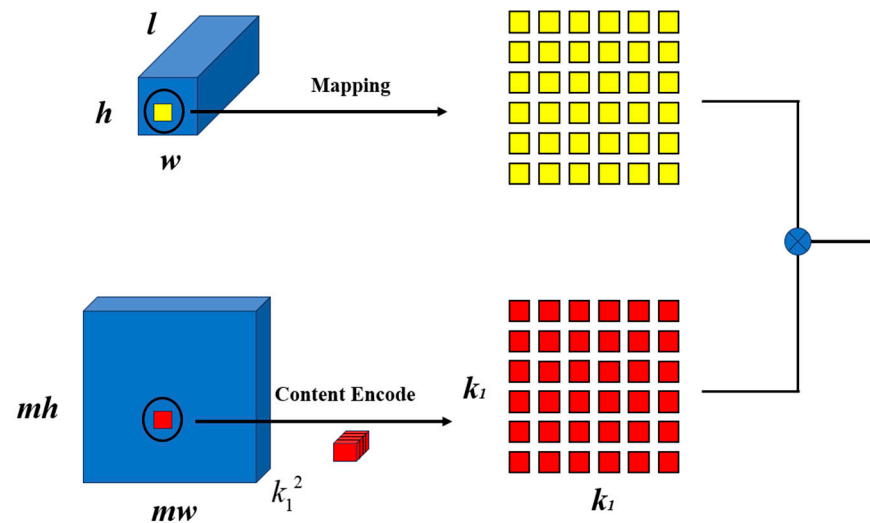 l
Mapping
h
w
Content Encode
k₁
mh
k₁²
mw
k₁